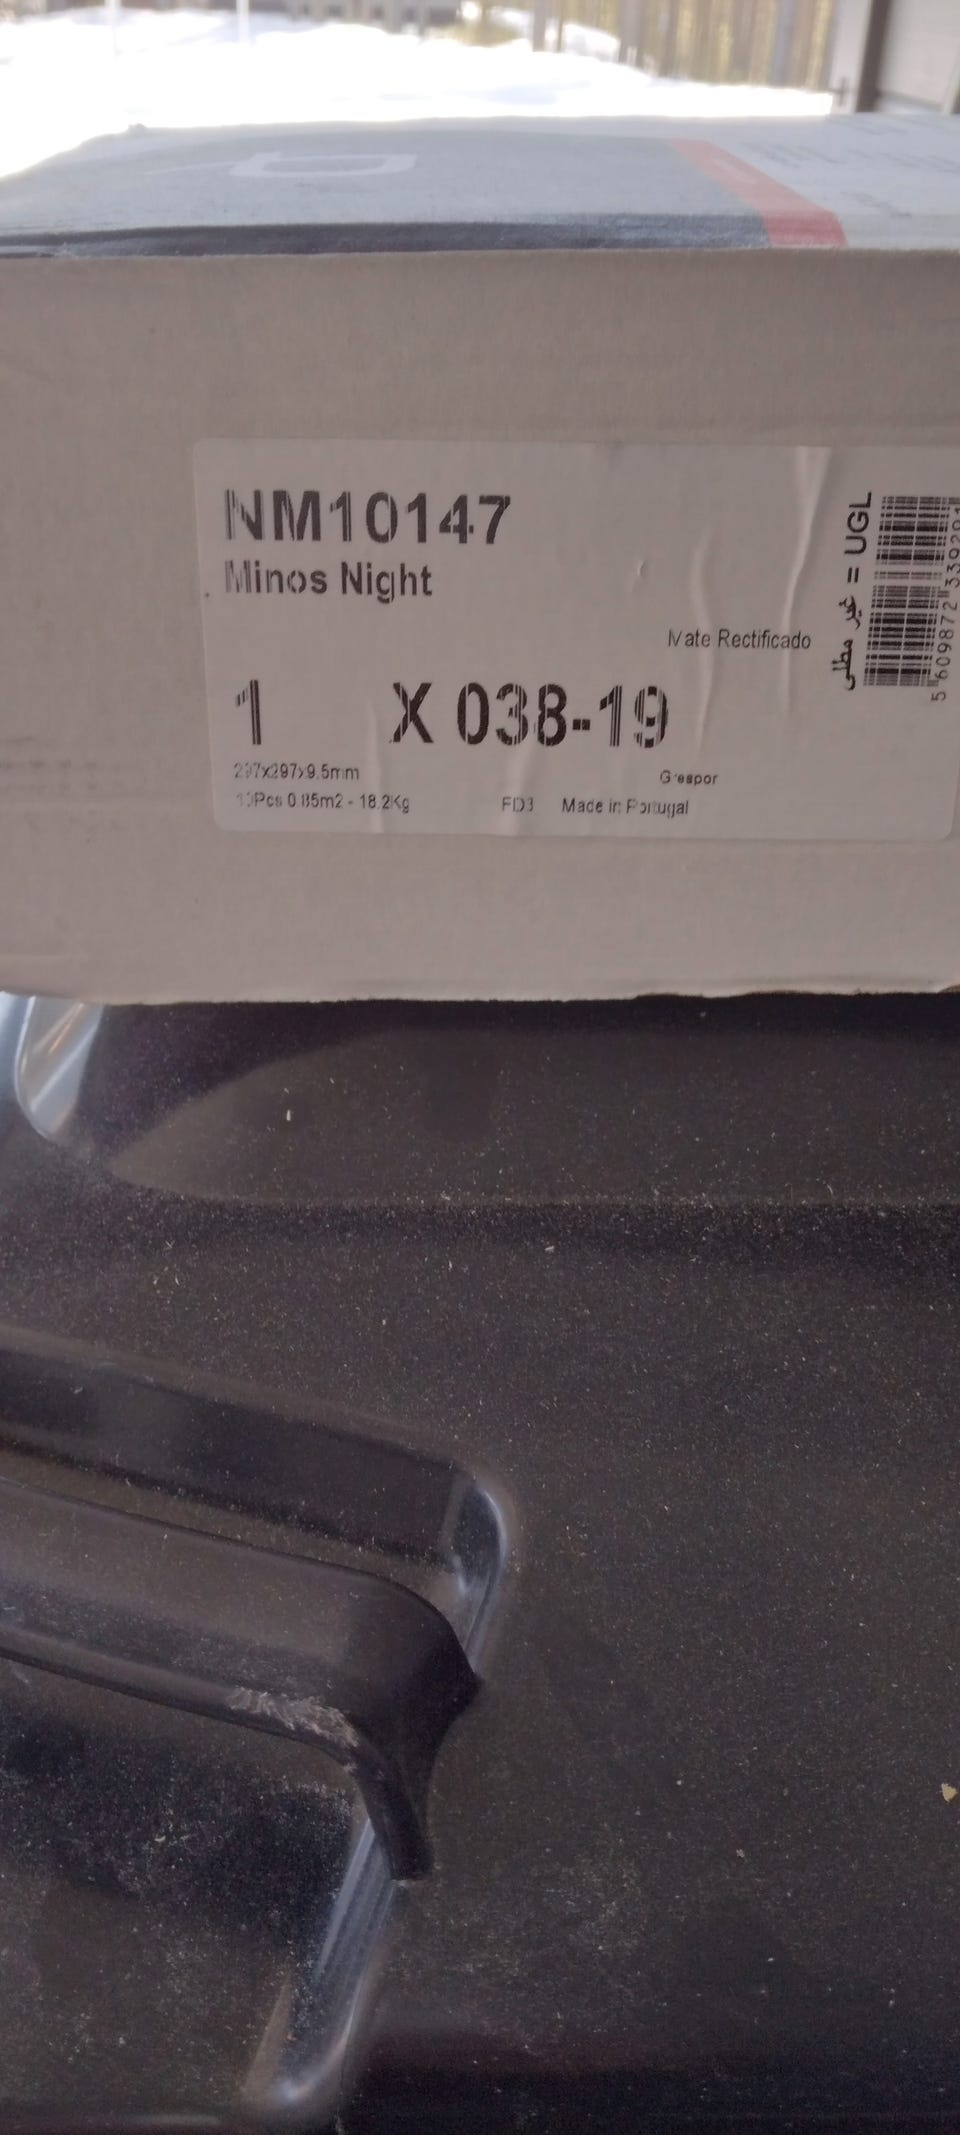 NM10147
Minos Night
Mate Rectificado
1 X 038-19
297x297x9.5mm
Grespor
10Pcs 0.85m2 - 18.2Kg
FD3
Made in Portugal
غير مطلي = UGL